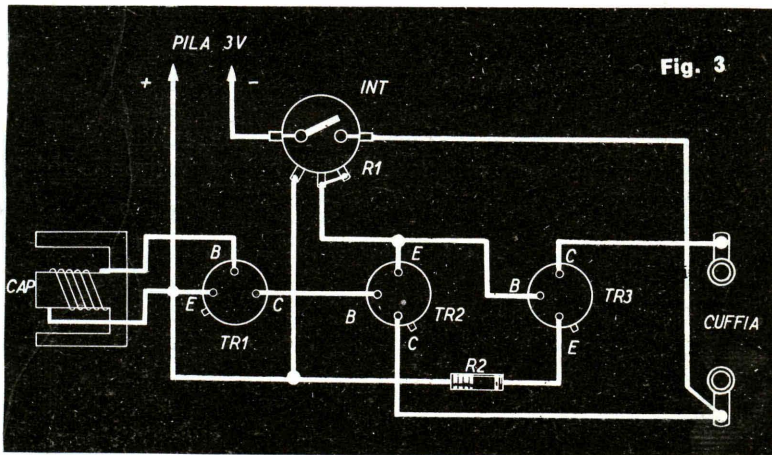 PILA 3V
+ -
Fig. 3
INT
R1
CAP
B
E
C
TR1
E
B
C
TR2
C
B
E
TR3
R2
CUFFIA